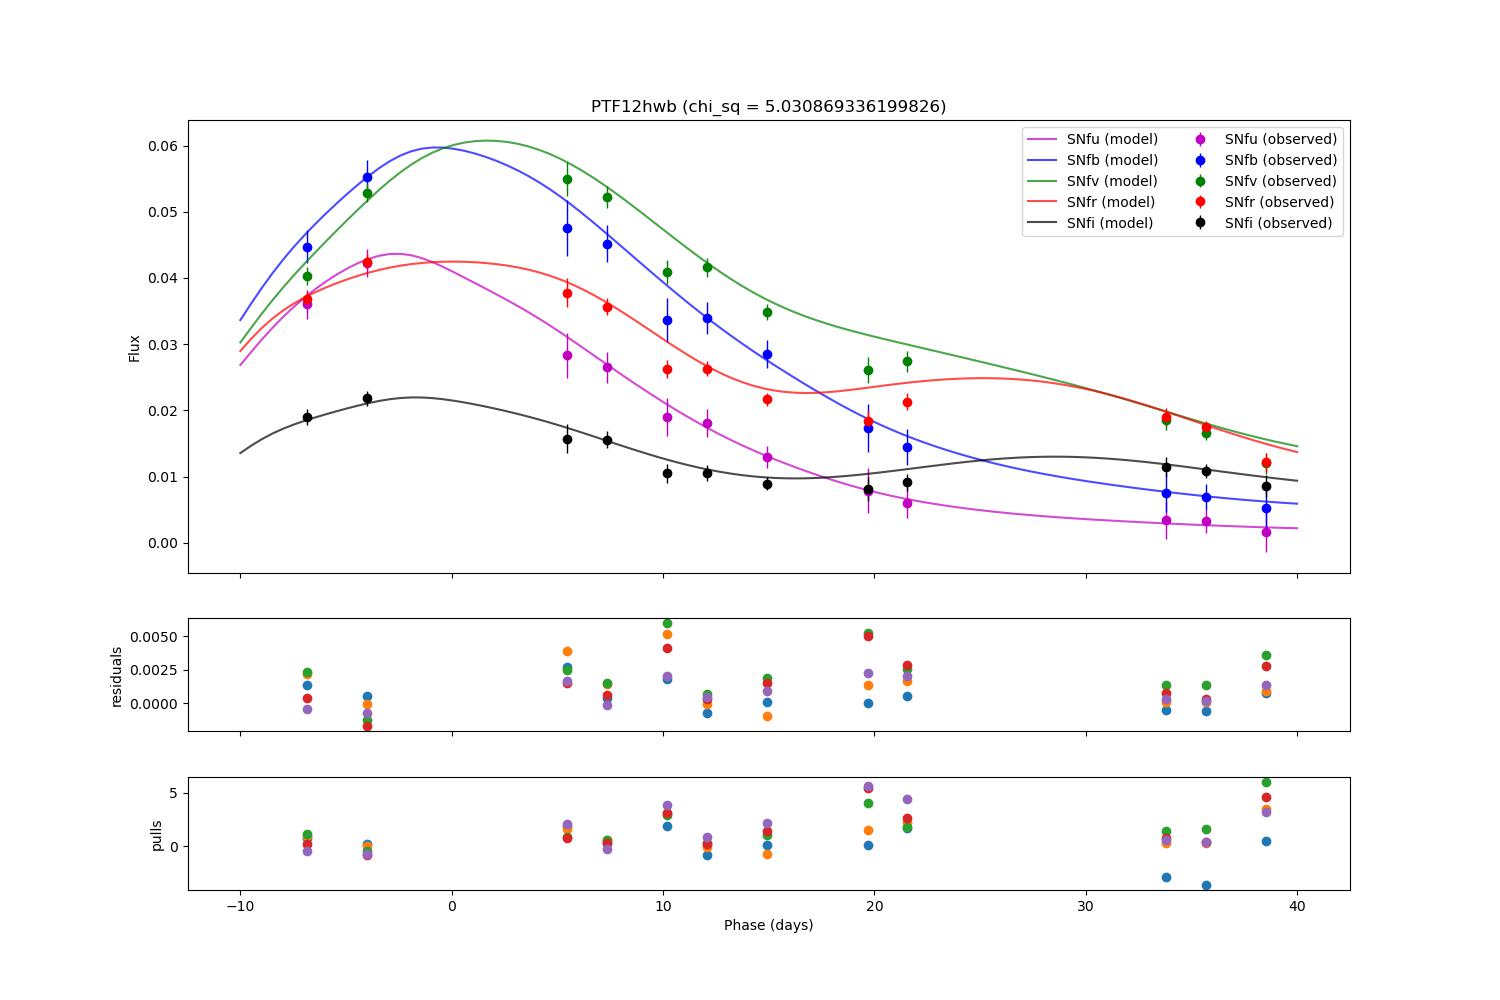 PTF12hwb (chi_sq = 5.030869336199826)
SNfu (model)
SNfb (model)
SNfv (model)
SNfr (model)
SNfi (model)
SNfu (observed)
SNfb (observed)
SNfv (observed)
SNfr (observed)
SNfi (observed)
Flux
0.06
0.05
0.04
0.03
0.02
0.01
0.00
residuals
0.0050
0.0025
0.0000
pulls
5
0
−10
0
10
20
30
40
Phase (days)